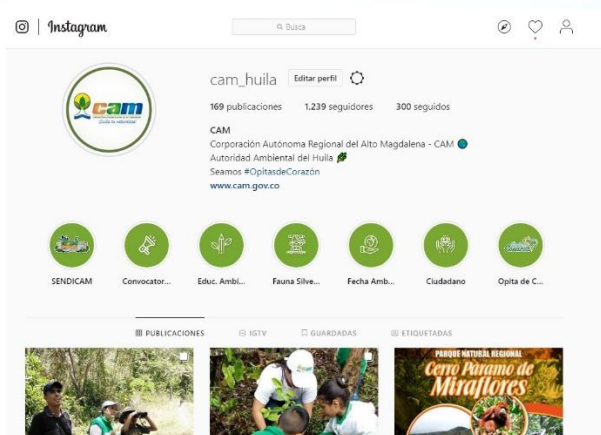 Instagram
Busca
cam_huila Editar perfil
169 publicaciones 1.239 seguidores 300 seguidos
CAM
Corporación Autónoma Regional del Alto Magdalena - CAM
Autoridad Ambiental del Huila
Seamos #OpitasdeCorazón
www.cam.gov.co
cam
SENDICAM Convocator... Educ. Ambi... Fauna Silve... Fecha Amb... Ciudadano Opita de C...
PUBLICACIONES IGTV GUARDADAS ETIQUETADAS
PARQUE NATURAL REGIONAL
Cerro Páramo de
Miraflores